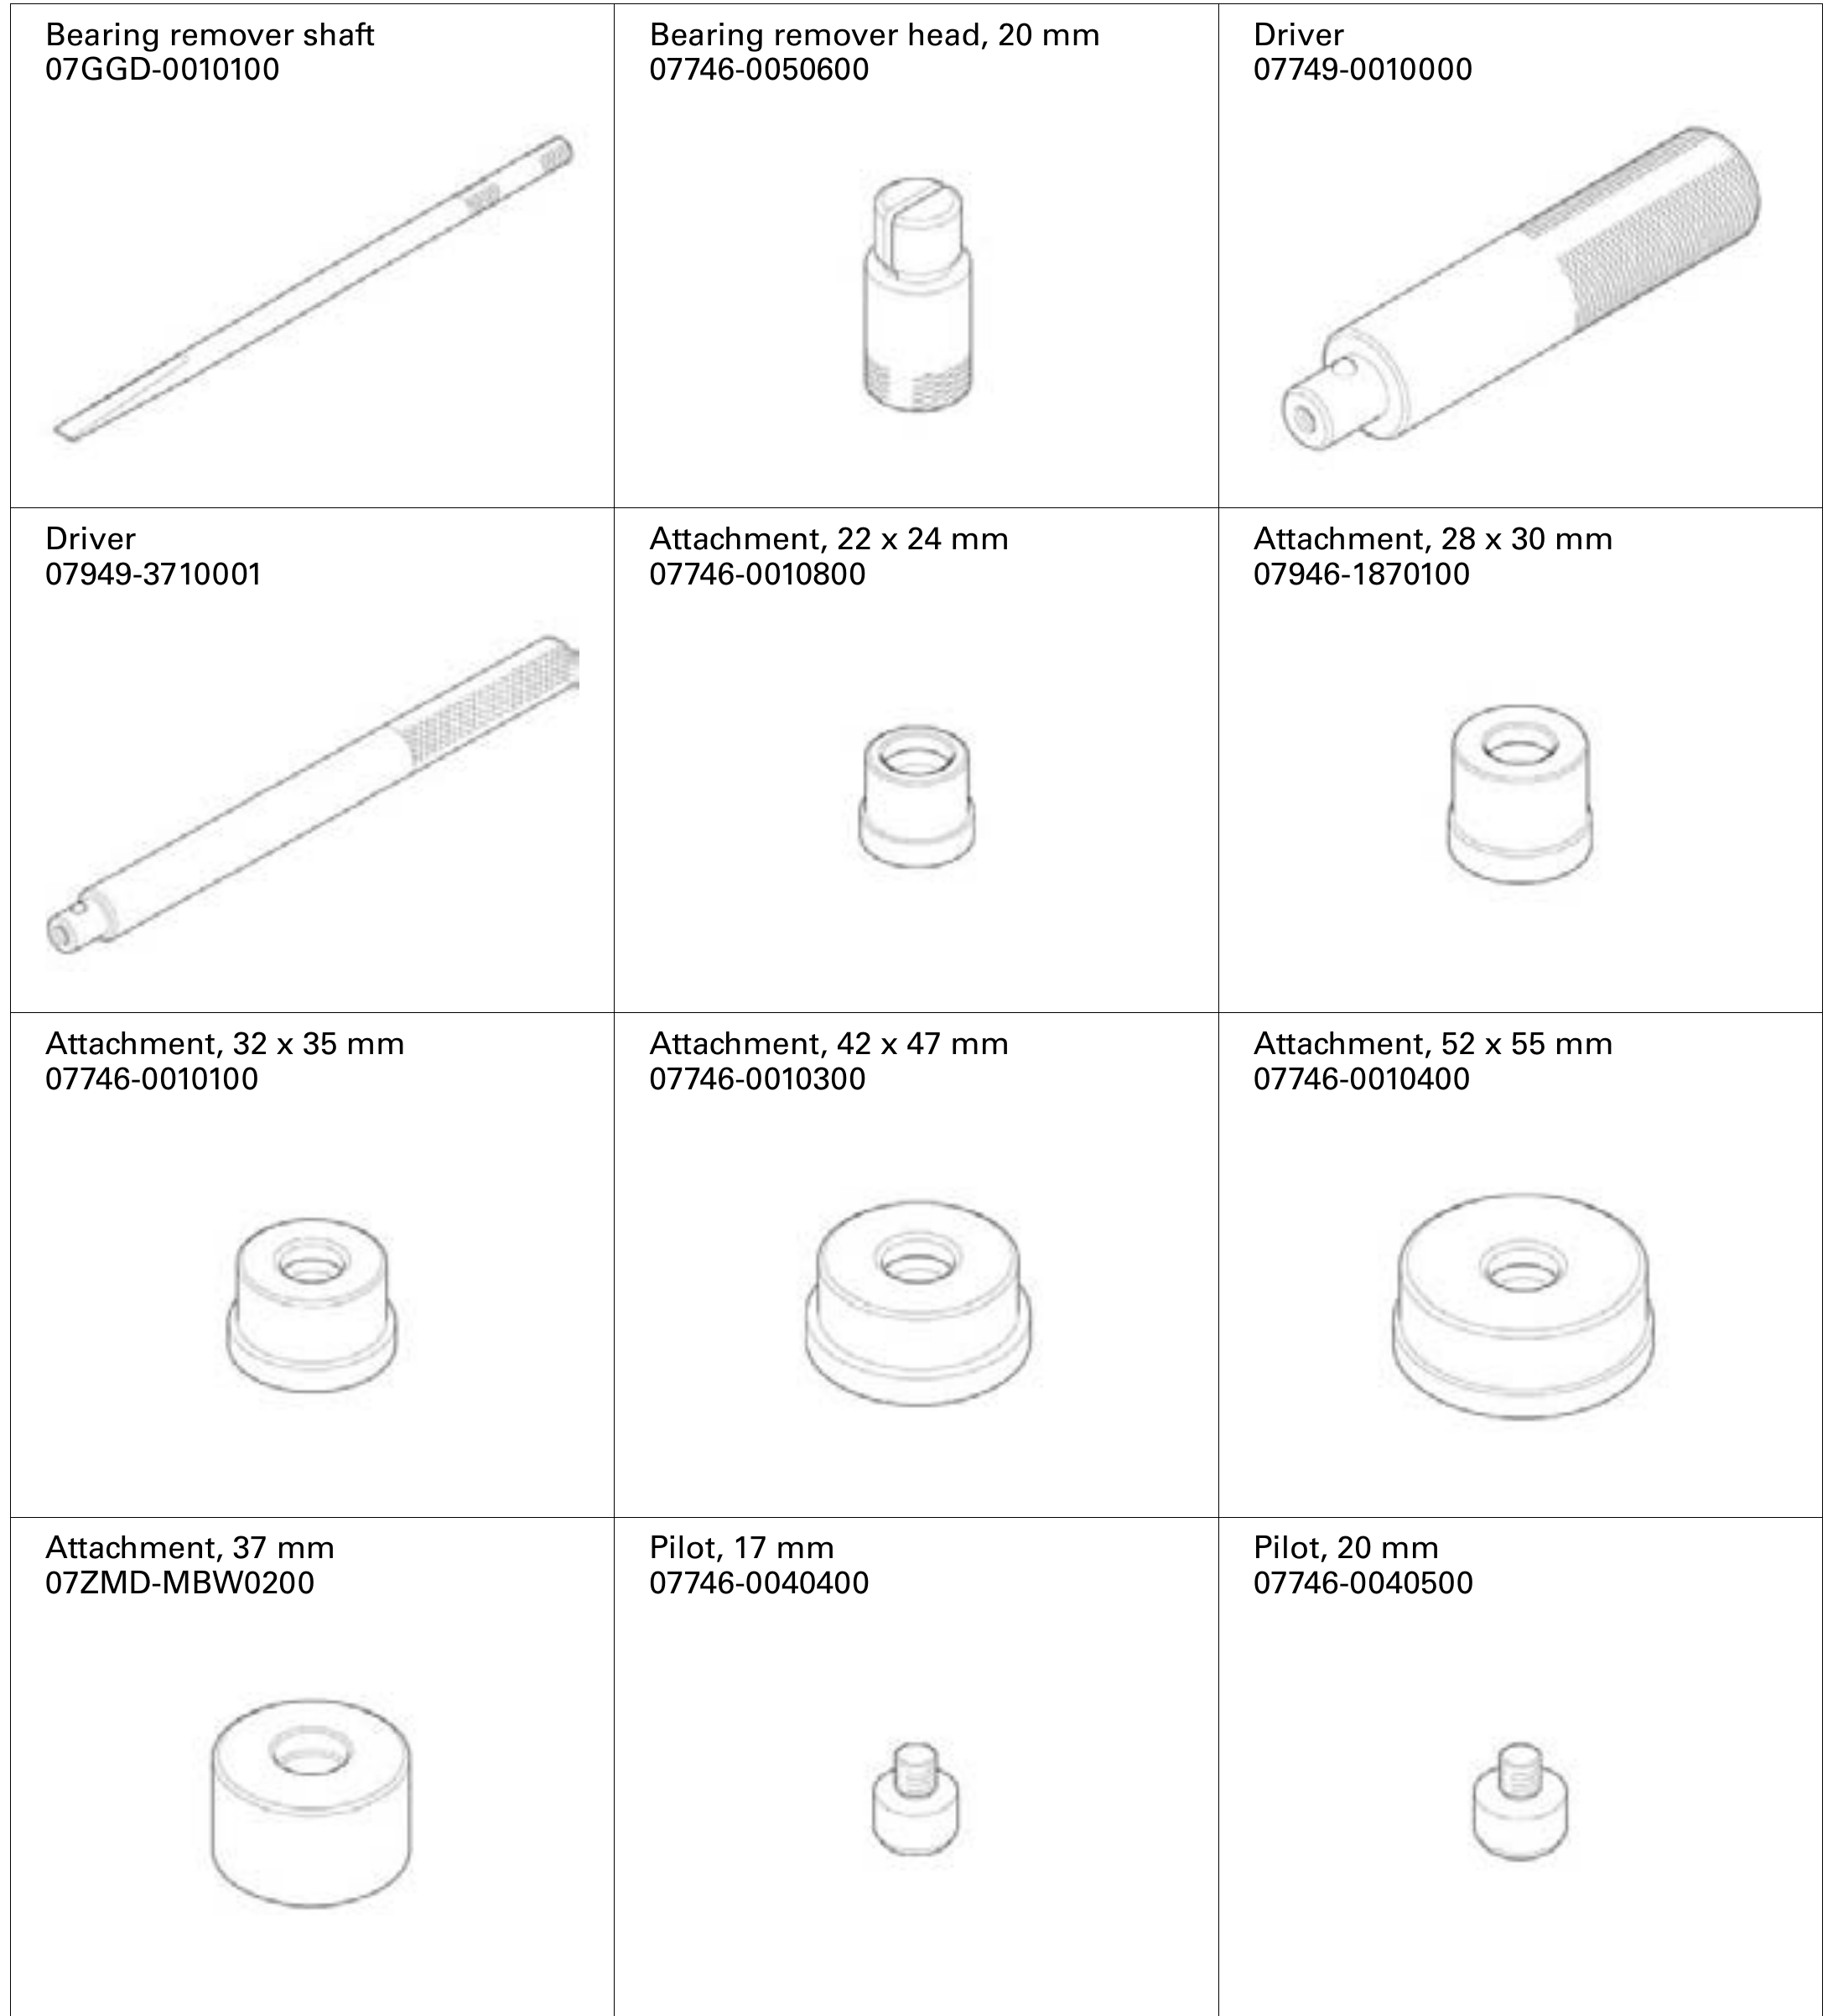 Bearing remover shaft
07GGD-0010100
Bearing remover head, 20 mm
07746-0050600
Driver
07749-0010000
Driver
07949-3710001
Attachment, 22 x 24 mm
07746-0010800
Attachment, 28 x 30 mm
07946-1870100
Attachment, 32 x 35 mm
07746-0010100
Attachment, 42 x 47 mm
07746-0010300
Attachment, 52 x 55 mm
07746-0010400
Attachment, 37 mm
07ZMD-MBW0200
Pilot, 17 mm
07746-0040400
Pilot, 20 mm
07746-0040500